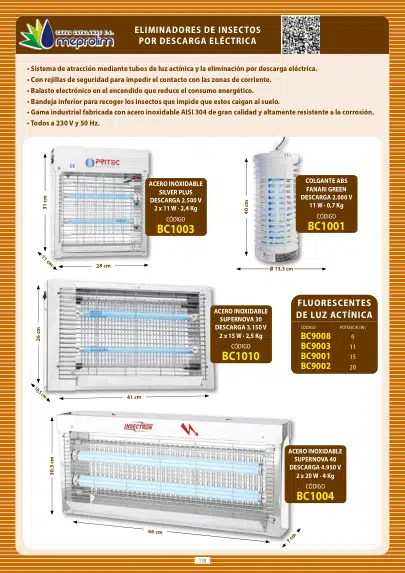 CAYRE CATALANAS S.L.
meprolim
ELIMINADORES DE INSECTOS
POR DESCARGA ELÉCTRICA
• Sistema de atracción mediante tubos de luz actínica y la eliminación por descarga eléctrica.
• Con rejillas de seguridad para impedir el contacto con las zonas de corriente.
• Balasto electrónico en el encendido que reduce el consumo energético.
• Bandeja inferior para recoger los insectos que impide que estos caigan al suelo.
• Gama industrial fabricada con acero inoxidable AISI 304 de gran calidad y altamente resistente a la corrosión.
• Todos a 230 V y 50 Hz.
PRITEC
CE
31 cm
11 cm
28 cm
ACERO INOXIDABLE
SILVER PLUS
DESCARGA 2.500 V
2 x 11 W - 2,4 Kg
CÓDIGO
BC1003
40 cm
Ø 13,3 cm
COLGANTE ABS
FANARI GREEN
DESCARGA 2.000 V
11 W - 0,7 Kg
CÓDIGO
BC1001
26 cm
10,5 cm
41 cm
ACERO INOXIDABLE
SUPERNOVA 30
DESCARGA 3.150 V
2 x 15 W - 2,5 Kg
CÓDIGO
BC1010
FLUORESCENTES
DE LUZ ACTÍNICA
CÓDIGO POTENCIA (W)
BC9008 6
BC9003 11
BC9001 15
BC9002 20
INSECTRON
30,5 cm
66 cm
7 cm
ACERO INOXIDABLE
SUPERNOVA 40
DESCARGA 4.950 V
2 x 20 W - 4 Kg
CÓDIGO
BC1004
158